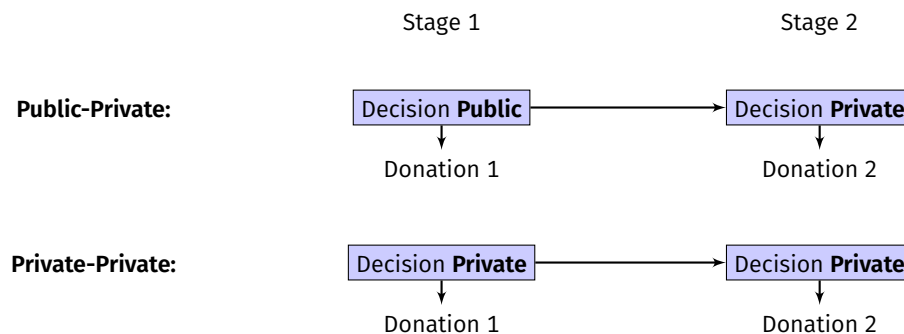 Stage 1 Stage 2
Public-Private: Decision Public Decision Private
Donation 1 Donation 2
Private-Private: Decision Private Decision Private
Donation 1 Donation 2